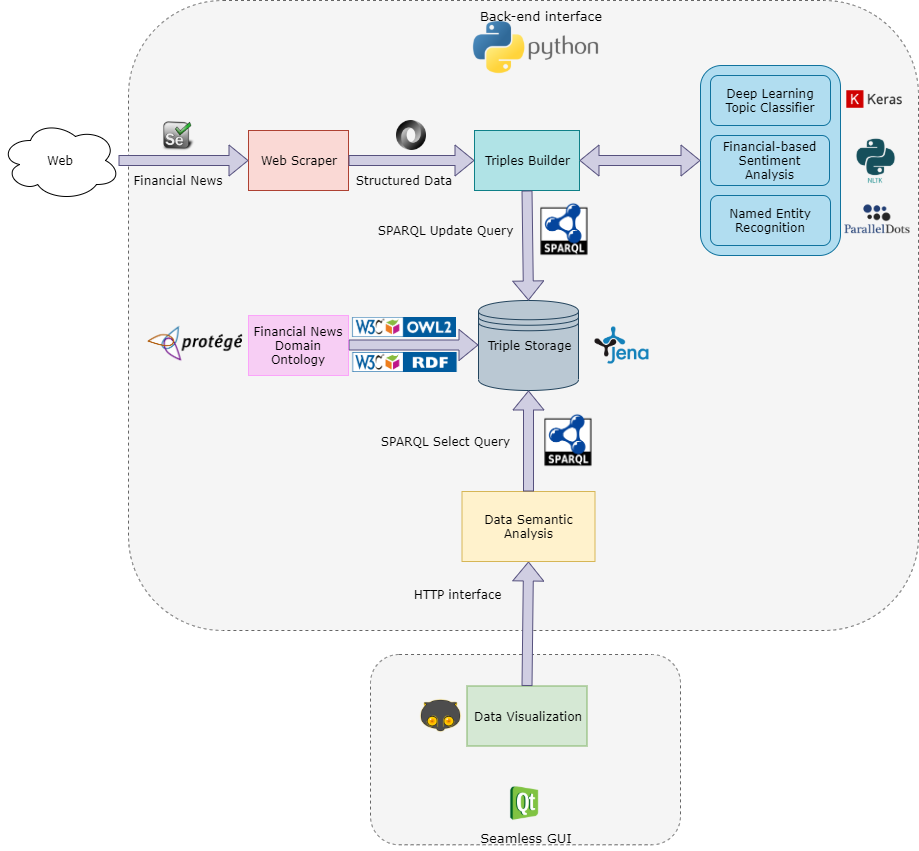 Back-end interface
python
Deep Learning
Topic Classifier
Keras
K
Se
Web
Web Scraper
Triples Builder
Financial-based
Sentiment
Analysis
NLTK
Financial News
Structured Data
Named Entity
Recognition
ParallelDots
SPARQL Update Query
SPARQL
protégé
Financial News
Domain
Ontology
W3C OWL2
W3C RDF
Triple Storage
Jena
SPARQL Select Query
SPARQL
Data Semantic
Analysis
HTTP interface
Data Visualization
Qt
Seamless GUI